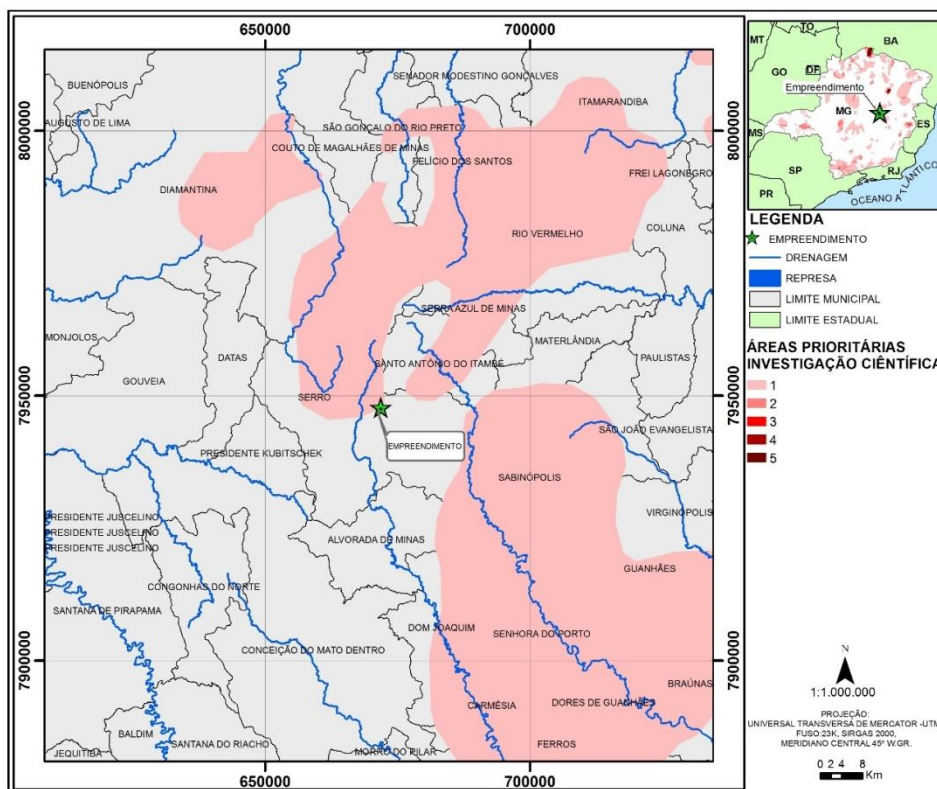 650000
700000
8000000
7950000
7900000
8000000
7950000
7900000
650000
700000
BUENÓPOLIS
AUGUSTO DE LIMA
SENADOR MODESTINO GONÇALVES
ITAMARANDIBA
SÃO GONÇALO DO RIO PRETO
COUTO DE MAGALHÃES DE MINAS
FELÍCIO DOS SANTOS
DIAMANTINA
FREI LAGONEGRO
RIO VERMELHO
COLUNA
SERRA AZUL DE MINAS
MATERLÂNDIA
MONJOLOS
DATAS
PAULISTAS
SANTO ANTÔNIO DO ITAMBÉ
GOUVEIA
SERRO
EMPREENDIMENTO
SÃO JOÃO EVANGELISTA
PRESIDENTE KUBITSCHEK
SABINÓPOLIS
VIRGINÓPOLIS
PRESIDENTE JUSCELINO
PRESIDENTE JUSCELINO
PRESIDENTE JUSCELINO
ALVORADA DE MINAS
GUANHÃES
CONGONHAS DO NORTE
SANTANA DE PIRAPAMA
DOM JOAQUIM
SENHORA DO PORTO
CONCEIÇÃO DO MATO DENTRO
BRAÚNAS
CARMÉSIA
DORES DE GUANHÃES
BALDIM
JEQUITIBA
SANTANA DO RIACHO
MORRO DO PILAR
FERROS
TO
MT
BA
GO
DF
Empreendimento
MG
ES
MS
SP
RJ
PR
OCEANO ATLÂNTICO
LEGENDA
EMPREENDIMENTO
DRENAGEM
REPRESA
LIMITE MUNICIPAL
LIMITE ESTADUAL
ÁREAS PRIORITÁRIAS
INVESTIGAÇÃO CIÊNTÍFICA
1
2
3
4
5
N
1:1.000.000
PROJEÇÃO:
UNIVERSAL TRANSVERSA DE MERCATOR -UTM
FUSO:23K, SIRGAS 2000,
MERIDIANO CENTRAL 45° W.GR.
0 2 4 8
Km